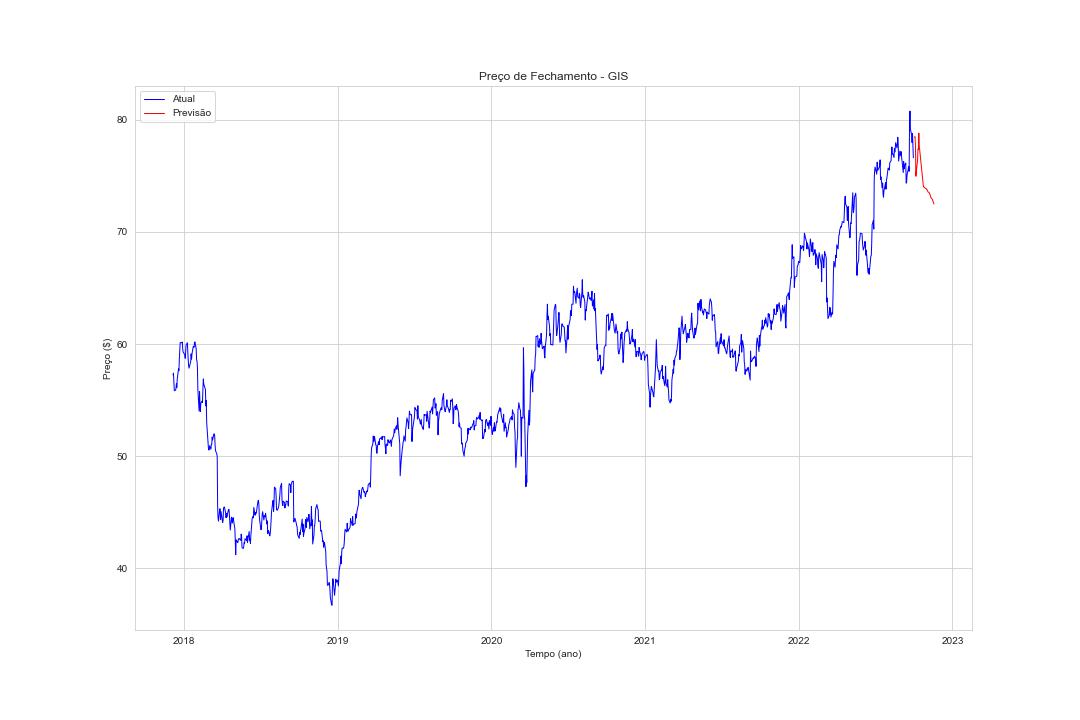 Preço de Fechamento - GIS
Atual
Previsão
80
70
60
50
40
Preço ($)
2018 2019 2020 2021 2022 2023
Tempo (ano)